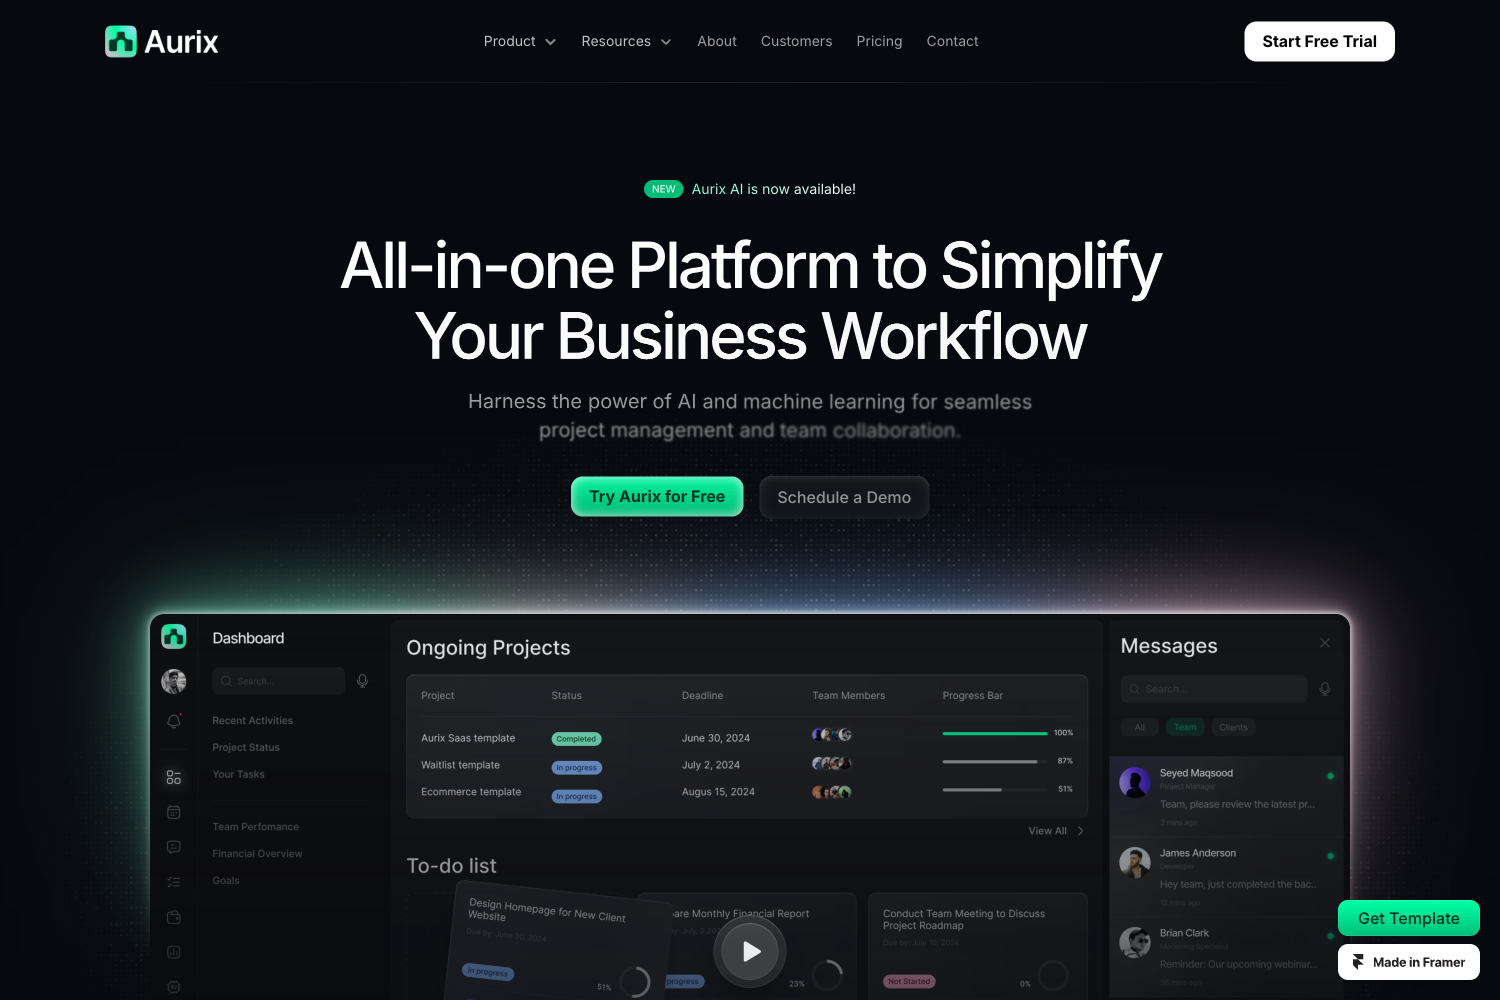 Aurix
Product
Resources
About
Customers
Pricing
Contact
Start Free Trial
NEW Aurix AI is now available!
All-in-one Platform to Simplify
Your Business Workflow
Harness the power of AI and machine learning for seamless
project management and team collaboration.
Try Aurix for Free
Schedule a Demo
Dashboard
Search...
Recent Activities
Project Status
Your Tasks
Team Perfomance
Financial Overview
Goals
Ongoing Projects
Project Status Deadline Team Members Progress Bar
Aurix Saas template Completed June 30, 2024 100%
Waitlist template In progress July 2, 2024 87%
Ecommerce template In progress Augus 15, 2024 51%
View All
To-do list
Design Homepage for New Client
Website
Due by: June 30, 2024
In progress
51%
are Monthly Financial Report
y: July, 2 202
progress
23%
Conduct Team Meeting to Discuss
Project Roadmap
Due by: July 10, 2024
Not Started
0%
Messages
Search...
All Team Clients
Seyed Maqsood
Project Manager
Team, please review the latest pr...
3 mins ago
James Anderson
Developer
Hey team, just completed the bac..
12 mins ago
Brian Clark
Marketing Specialist
Reminder: Our upcoming webinar...
36 mins ago
Get Template
Made in Framer